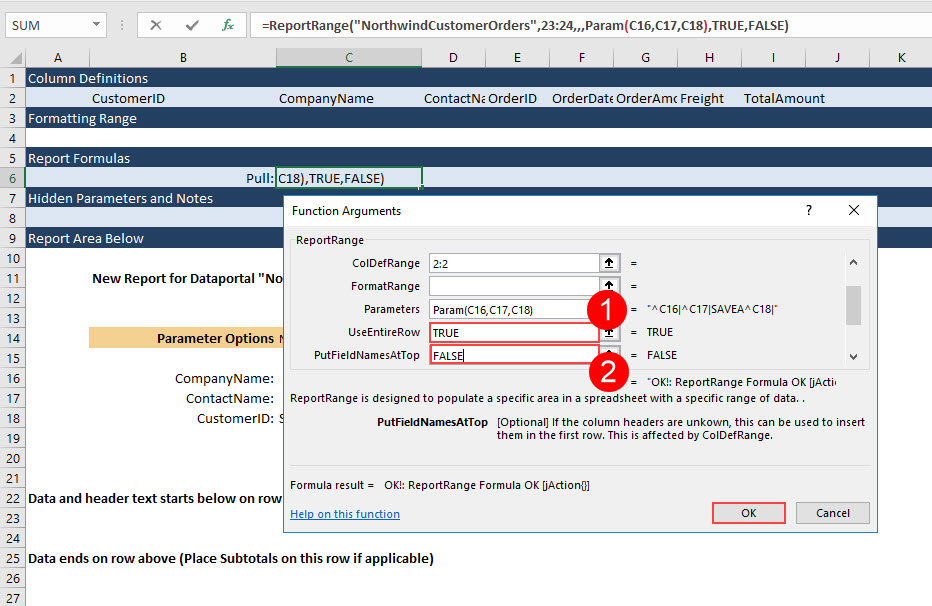 SUM
=ReportRange("NorthwindCustomerOrders",23:24,,,Param(C16,C17,C18),TRUE,FALSE)
A B C D E F G H I J K
1 Column Definitions
2 CustomerID CompanyName ContactNa OrderID OrderDate OrderAmo Freight TotalAmount
3 Formatting Range
4
5 Report Formulas
6 Pull: C18),TRUE,FALSE)
7 Hidden Parameters and Notes
8
9 Report Area Below
10
11 New Report for Dataportal "No
12
13
14 Parameter Options
15
16 CompanyName:
17 ContactName:
18 CustomerID: S
19
20
21
22 Data and header text starts below on row
23
24
25 Data ends on row above (Place Subtotals on this row if applicable)
26
27
Function Arguments ?
ReportRange
ColDefRange 2:2 =
FormatRange =
Parameters Param(C16,C17,C18) = "^C16|^C17|SAVEA^C18|"
1
UseEntireRow TRUE = TRUE
PutFieldNamesAtTop FALSE = FALSE
2
= "OK!: ReportRange Formula OK [jActio
ReportRange is designed to populate a specific area in a spreadsheet with a specific range of data. .
PutFieldNamesAtTop [Optional] If the column headers are unkown, this can be used to insert
them in the first row. This is affected by ColDefRange.
Formula result = OK!: ReportRange Formula OK [jAction{}]
Help on this function
OK Cancel